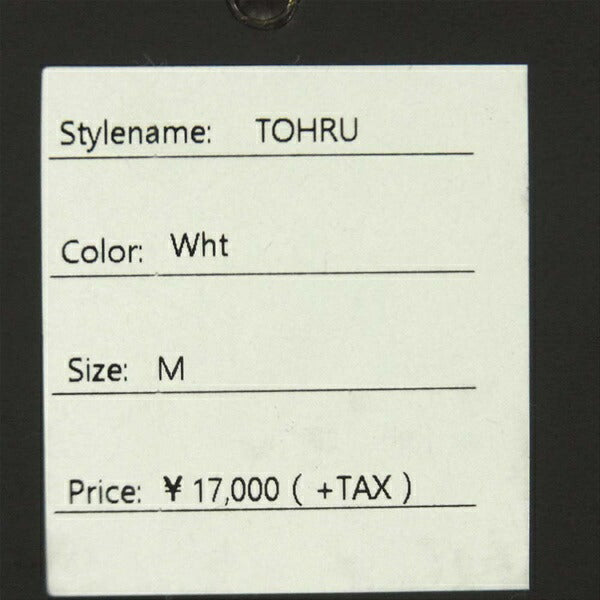 Stylename: TOHRU
Color: Wht
Size: M
Price: ¥ 17,000 ( +TAX )